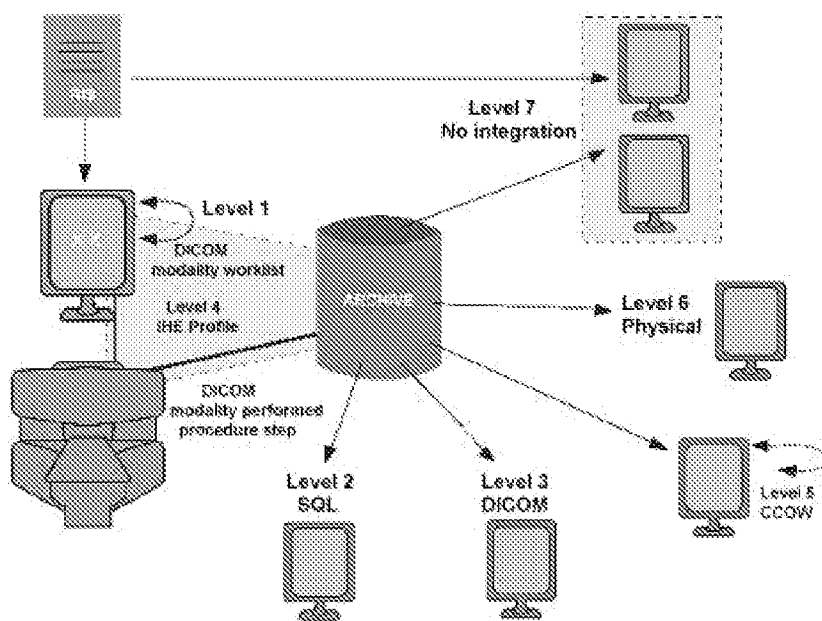 Level 7
No integration
Level 1
DICOM
modality worklist
Level 4
IHE Profile
ARCHIVE
Level 6
Physical
DICOM
modality performed
procedure step
Level 2
SQL
Level 3
DICOM
Level 5
CCOW